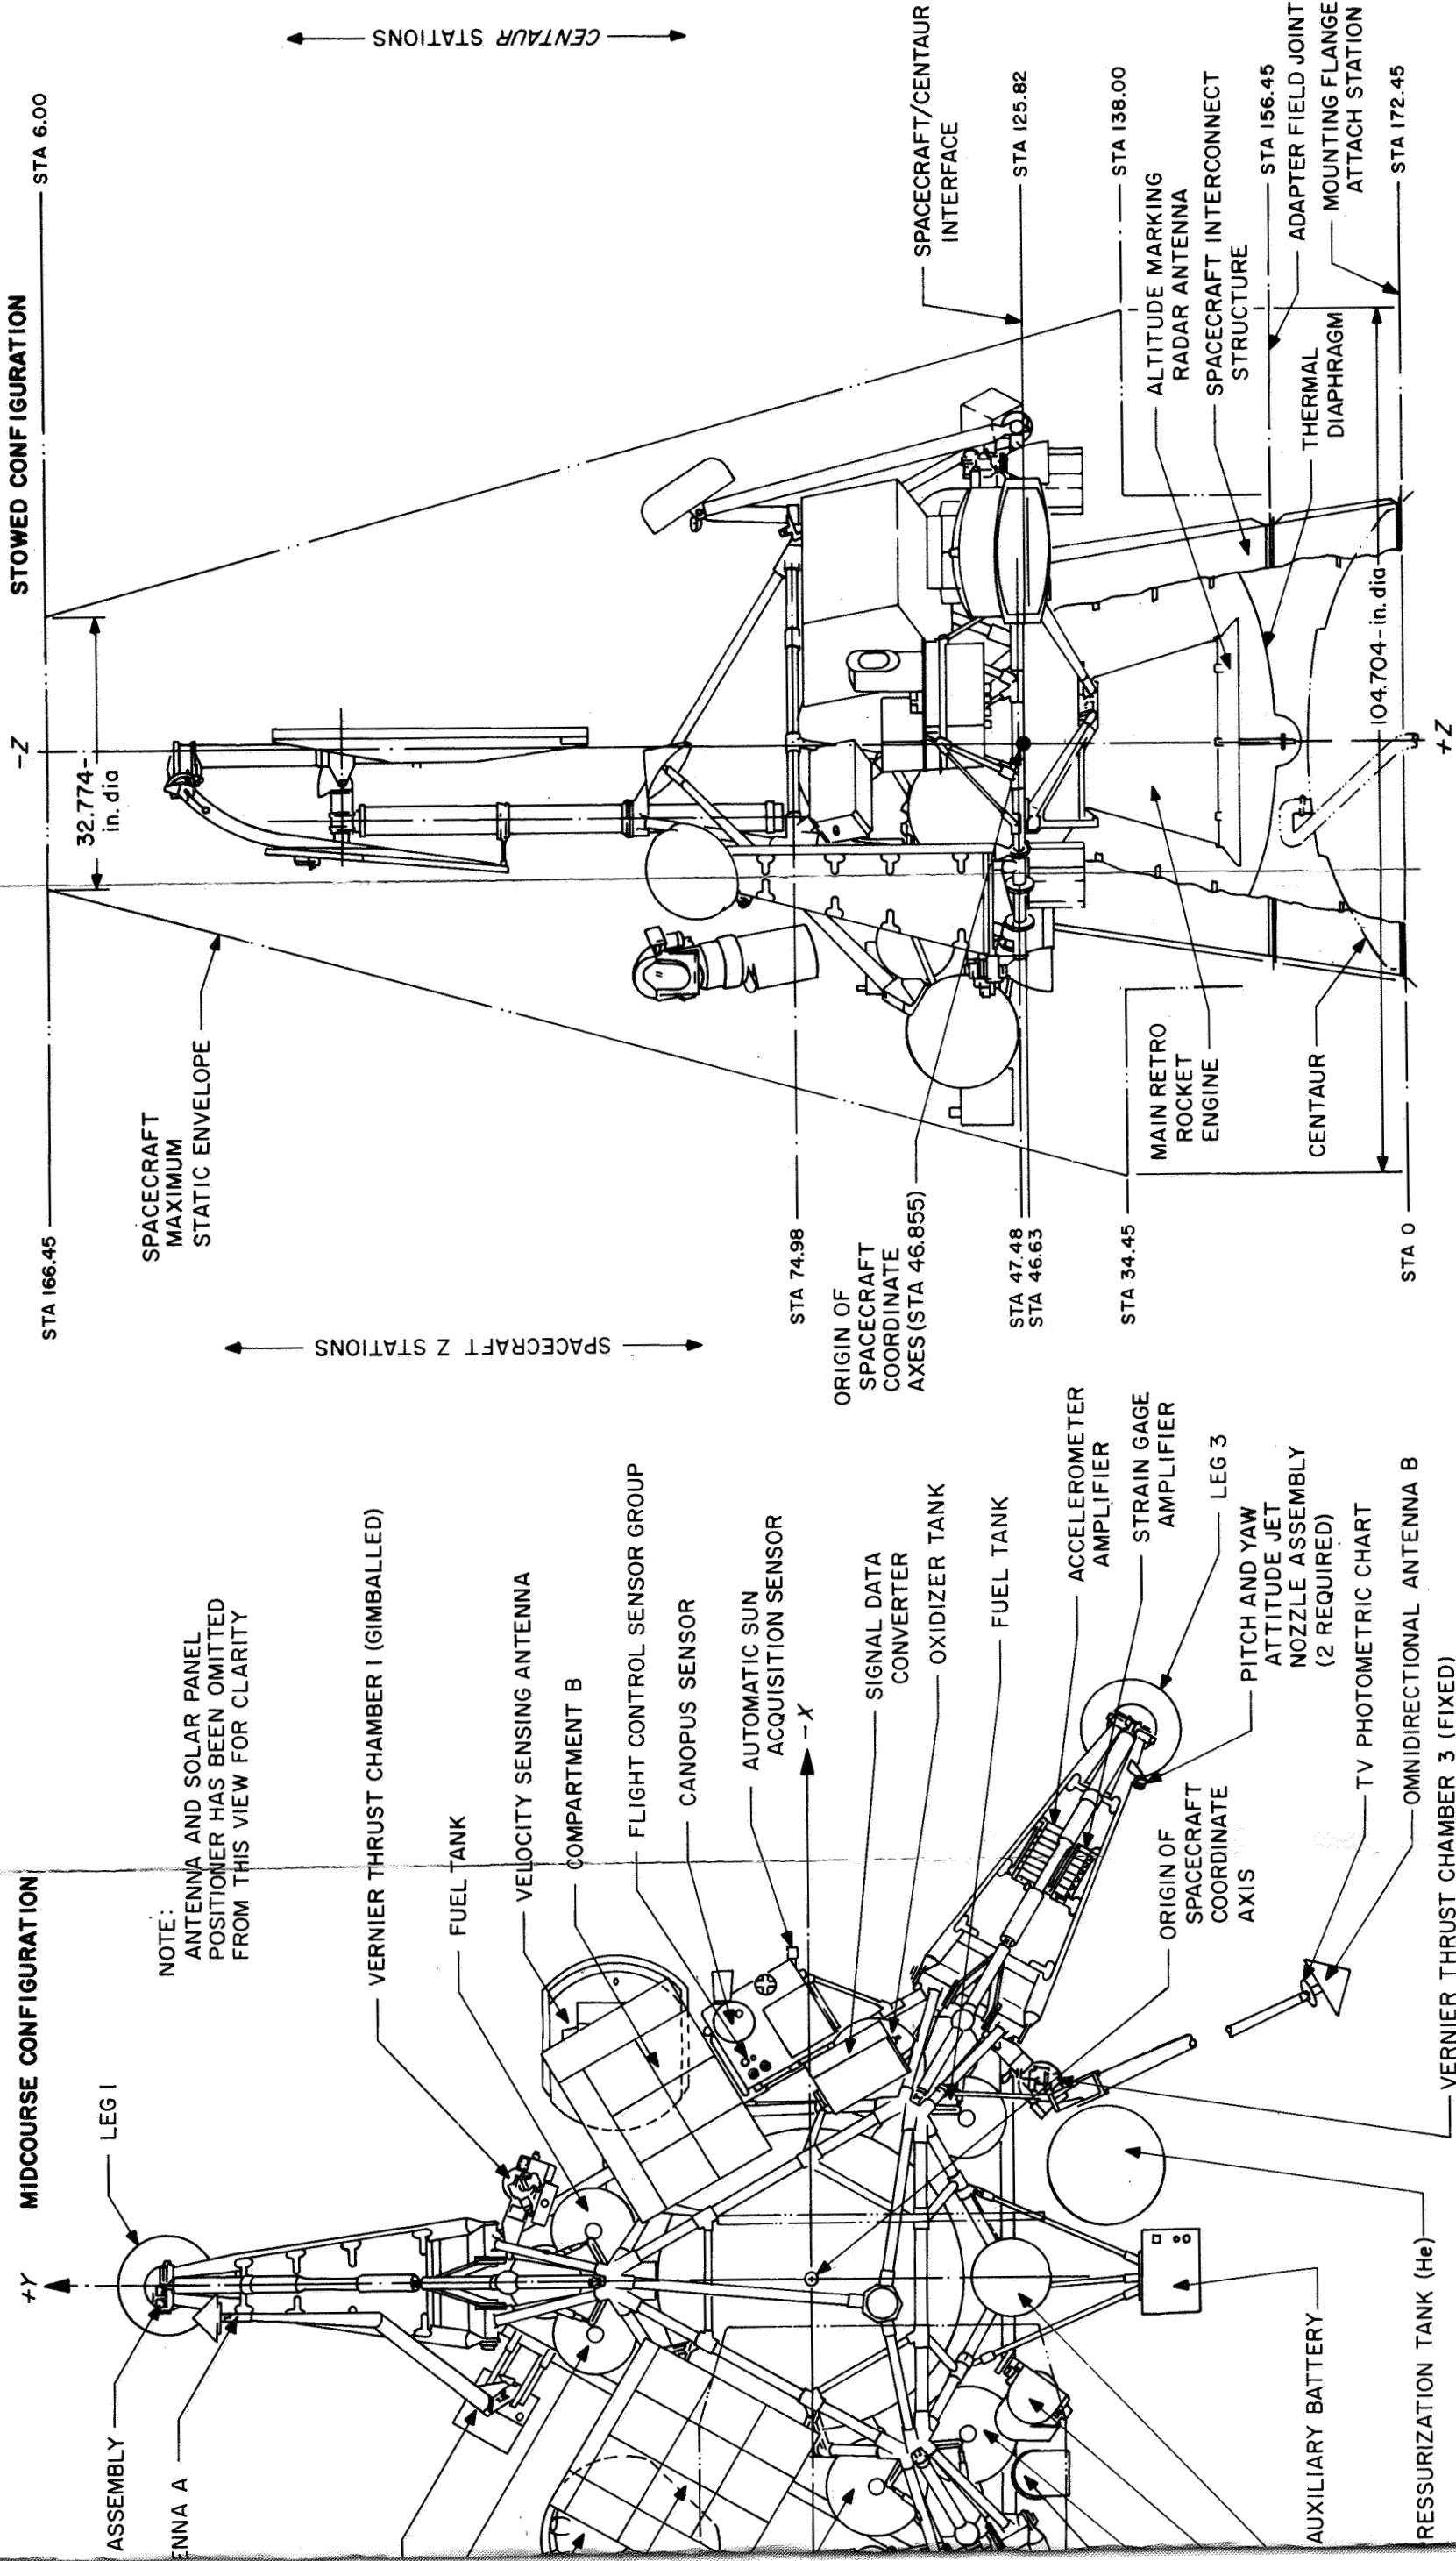 MIDCOURSE CONFIGURATION
+Y
LEG 1
ASSEMBLY
ENNA A
NOTE:
ANTENNA AND SOLAR PANEL
POSITIONER HAS BEEN OMITTED
FROM THIS VIEW FOR CLARITY
VERNIER THRUST CHAMBER 1 (GIMBALLED)
FUEL TANK
VELOCITY SENSING ANTENNA
COMPARTMENT B
FLIGHT CONTROL SENSOR GROUP
CANOPUS SENSOR
AUTOMATIC SUN
ACQUISITION SENSOR
-X
SIGNAL DATA
CONVERTER
OXIDIZER TANK
FUEL TANK
ACCELEROMETER
AMPLIFIER
STRAIN GAGE
AMPLIFIER
LEG 3
PITCH AND YAW
ATTITUDE JET
NOZZLE ASSEMBLY
(2 REQUIRED)
ORIGIN OF
SPACECRAFT
COORDINATE
AXIS
TV PHOTOMETRIC CHART
OMNIDIRECTIONAL ANTENNA B
VERNIER THRUST CHAMBER 3 (FIXED)
AUXILIARY BATTERY
RESSURIZATION TANK (He)
STOWED CONFIGURATION
STA 166.45
-Z
STA 6.00
32.774-
in. dia
CENTAUR STATIONS
SPACECRAFT Z STATIONS
SPACECRAFT
MAXIMUM
STATIC ENVELOPE
STA 74.98
ORIGIN OF
SPACECRAFT
COORDINATE
AXES (STA 46.855)
SPACECRAFT/CENTAUR
INTERFACE
STA 47.48
STA 46.63
STA 125.82
STA 34.45
STA 138.00
MAIN RETRO
ROCKET
ENGINE
ALTITUDE MARKING
RADAR ANTENNA
SPACECRAFT INTERCONNECT
STRUCTURE
STA 156.45
ADAPTER FIELD JOINT
THERMAL
DIAPHRAGM
MOUNTING FLANGE
ATTACH STATION
CENTAUR
104.704-in. dia
STA 0
STA 172.45
+Z